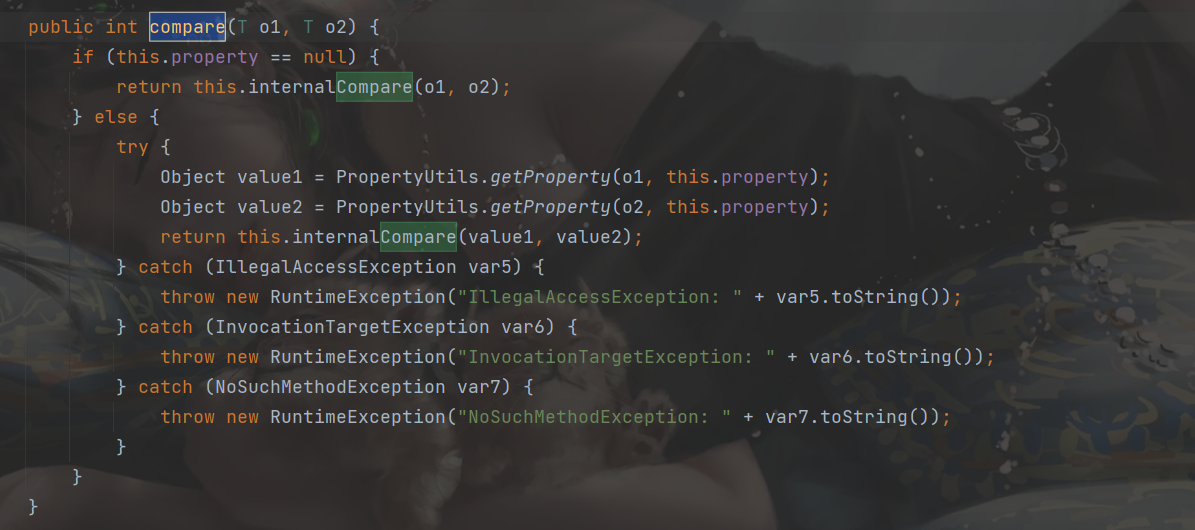 public int compare(T o1, T o2) {
if (this.property == null) {
return this.internalCompare(o1, o2);
} else {
try {
Object value1 = PropertyUtils.getProperty(o1, this.property);
Object value2 = PropertyUtils.getProperty(o2, this.property);
return this.internalCompare(value1, value2);
} catch (IllegalAccessException var5) {
throw new RuntimeException("IllegalAccessException: " + var5.toString());
} catch (InvocationTargetException var6) {
throw new RuntimeException("InvocationTargetException: " + var6.toString());
} catch (NoSuchMethodException var7) {
throw new RuntimeException("NoSuchMethodException: " + var7.toString());
}
}
}